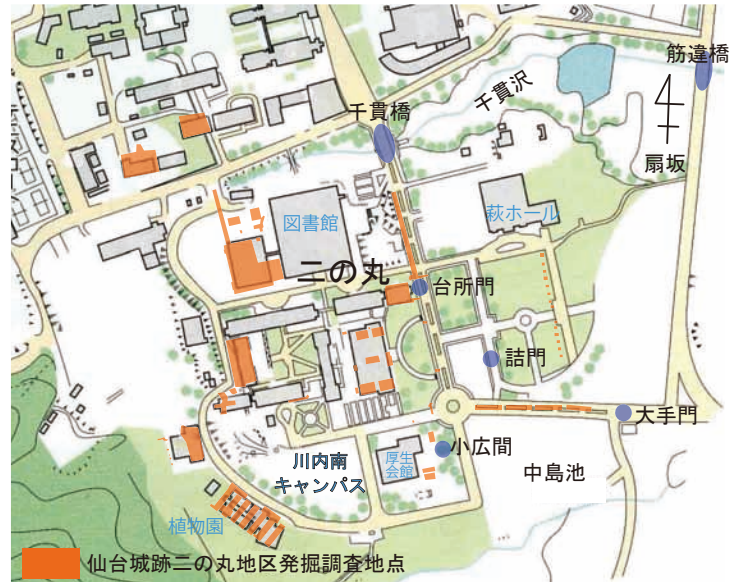 筋違橋
千貫沢
千貫橋
扇坂
図書館
萩ホール
二の丸
台所門
詰門
大手門
小広間
厚生
会館
中島池
川内南
キャンパス
植物園
仙台城跡二の丸地区発掘調査地点